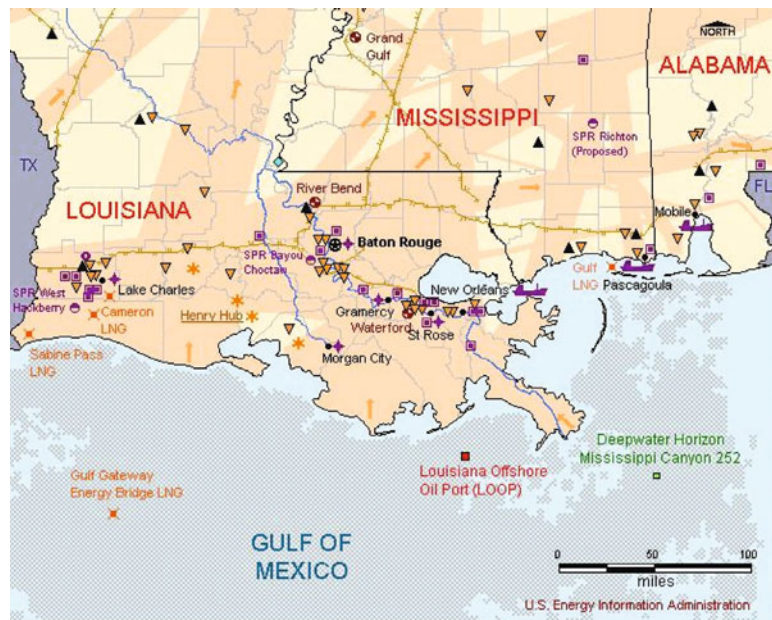 NORTH
Grand
Gulf
ALABAMA
MISSISSIPPI
SPR Richton
(Proposed)
TX
FL
River Bend
LOUISIANA
Mobile
Baton Rouge
SPR Bayou
Choctan
Gulf
LNG
Pascagoula
SPR West
Hackberry
Lake Charles
New Orléans
Cameron
LNG
Henry Hub
Gramercy
Waterford
St Rose
Sabine Pass
LNG
Morgan City
Deepwater Horizon
Mississippi Canyon 252
Louisiana Offshore
Oil Port (LOOP)
Gulf Gateway
Energy Bridge LNG
GULF OF
MEXICO
0 50 100
miles
U.S. Energy Information Administration